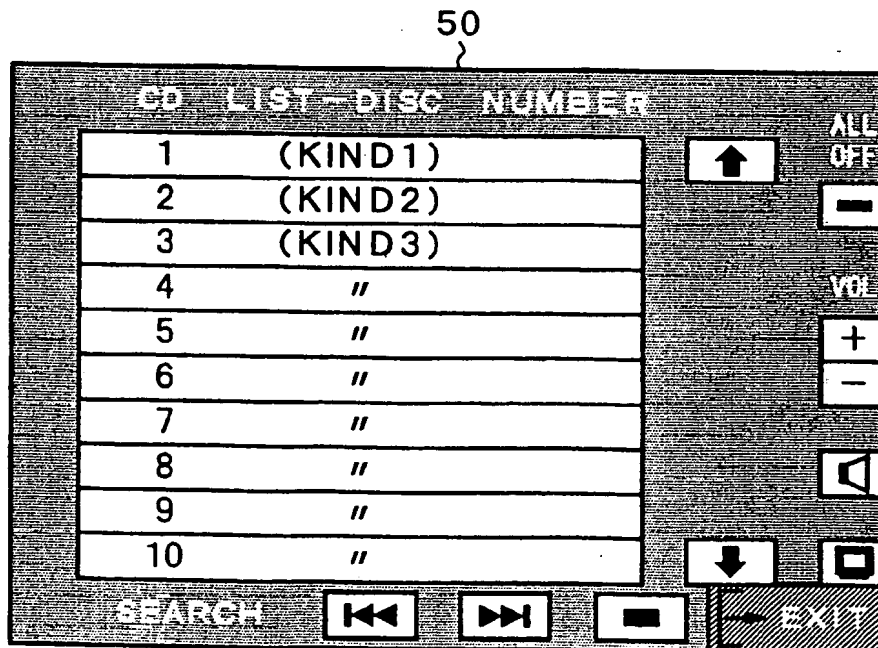 50
CD LIST-DISC NUMBER
ALL
OFF
1 (KIND1)
2 (KIND2)
3 (KIND3)
4 〃
VOL
5 〃
+
6 〃
−
7 〃
8 〃
9 〃
10 〃
SEARCH
EXIT